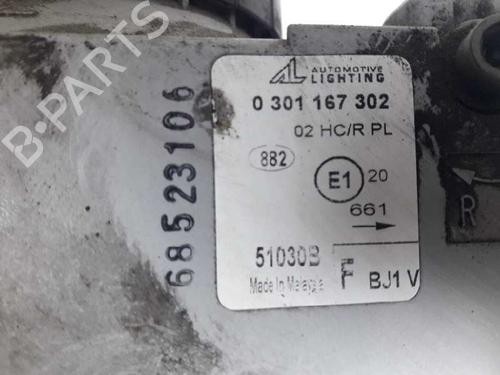 AL AUTOMOTIVE LIGHTING
0 301 167 302
02 HC/R PL
882
E1 20
661
51030B F BJ1 V
Made In Malaysia
68523106
R
B-PARTS